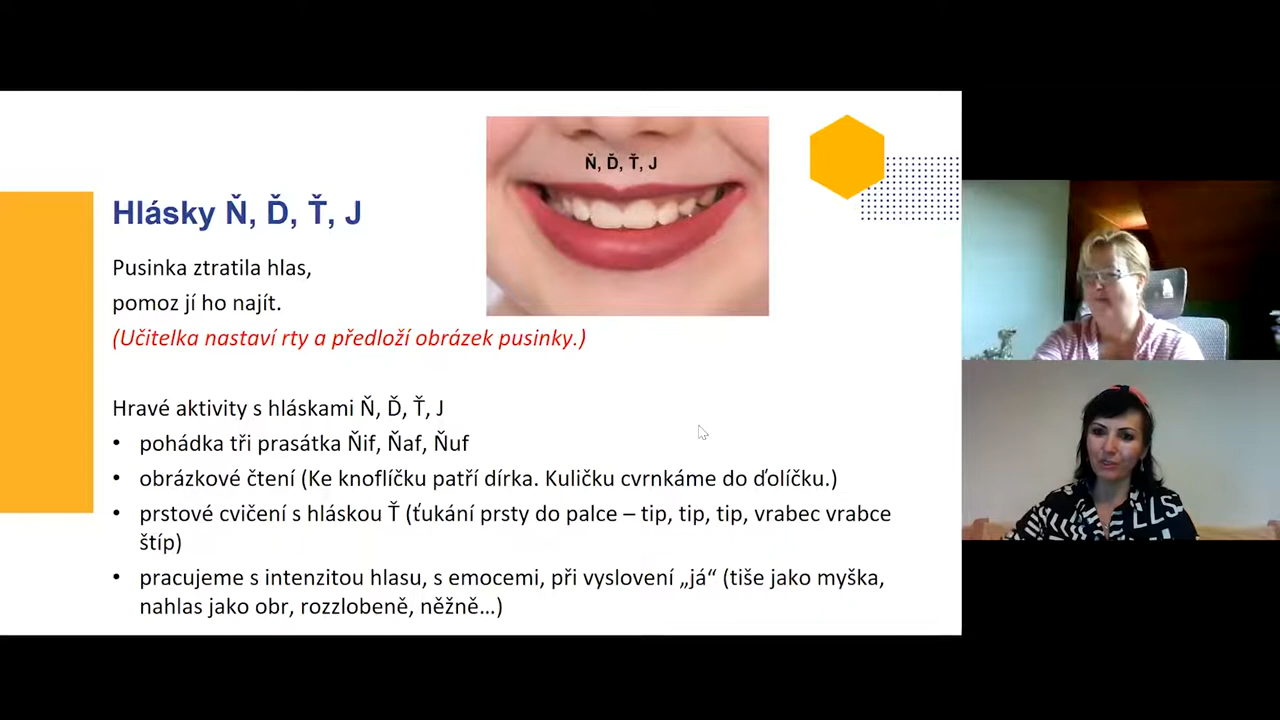 Ň, Ď, Ť, J
Hlásky Ň, Ď, Ť, J
Pusinka ztratila hlas,
pomoz jí ho najít.
(Učitelka nastaví rty a předloží obrázek pusinky.)
Hravé aktivity s hláskami Ň, Ď, Ť, J
• pohádka tři prasátka Ňif, Ňaf, Ňuf
• obrázkové čtení (Ke knoflíčku patří dírka. Kuličku cvrnkáme do ďolíčku.)
• prstové cvičení s hláskou Ť (ťukání prsty do palce – tip, tip, tip, vrabec vrabce
štíp)
• pracujeme s intenzitou hlasu, s emocemi, při vyslovení „já“ (tiše jako myška,
nahlas jako obr, rozzlobeně, něžně…)